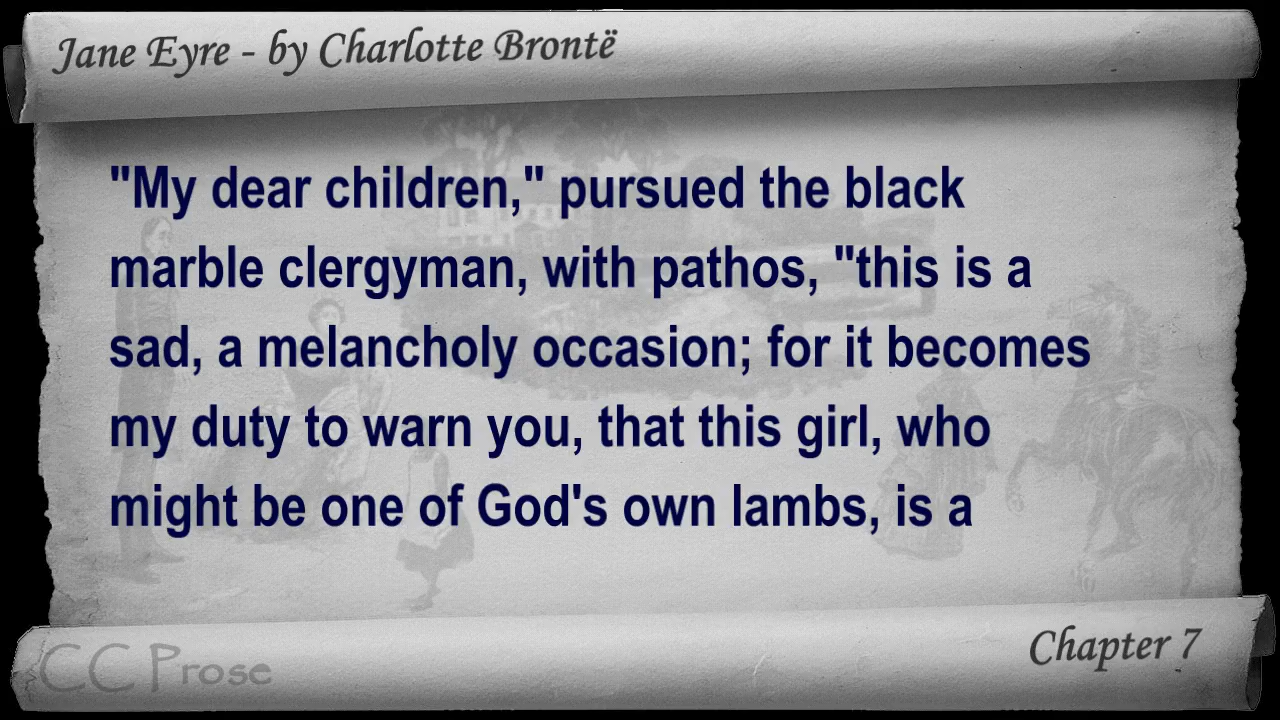 Jane Eyre - by Charlotte Brontë
"My dear children," pursued the black
marble clergyman, with pathos, "this is a
sad, a melancholy occasion; for it becomes
my duty to warn you, that this girl, who
might be one of God's own lambs, is a
Chapter 7
CC Prose